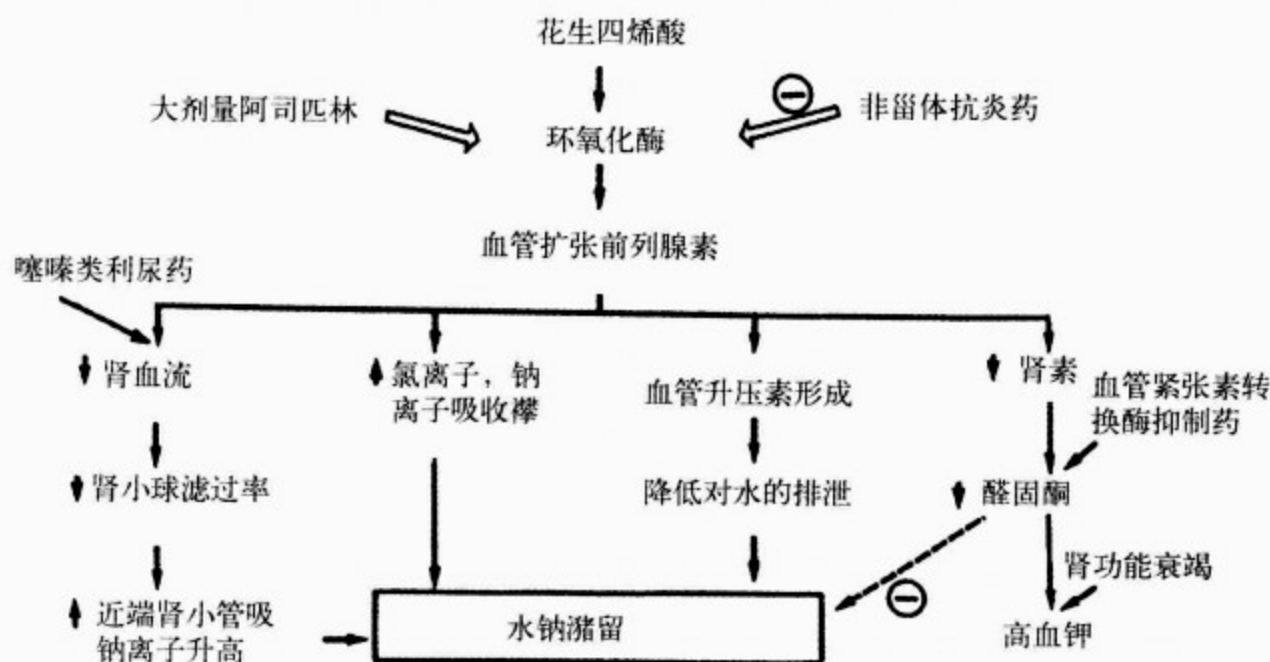 花生四烯酸
大剂量阿司匹林
非甾体抗炎药
环氧化酶
血管扩张前列腺素
噻嗪类利尿药
肾血流
氯离子，钠
离子吸收襻
血管升压素形成
肾素
血管紧张素转
换酶抑制药
肾小球滤过率
降低对水的排泄
醛固酮
肾功能衰竭
近端肾小管吸
钠离子升高
水钠潴留
高血钾